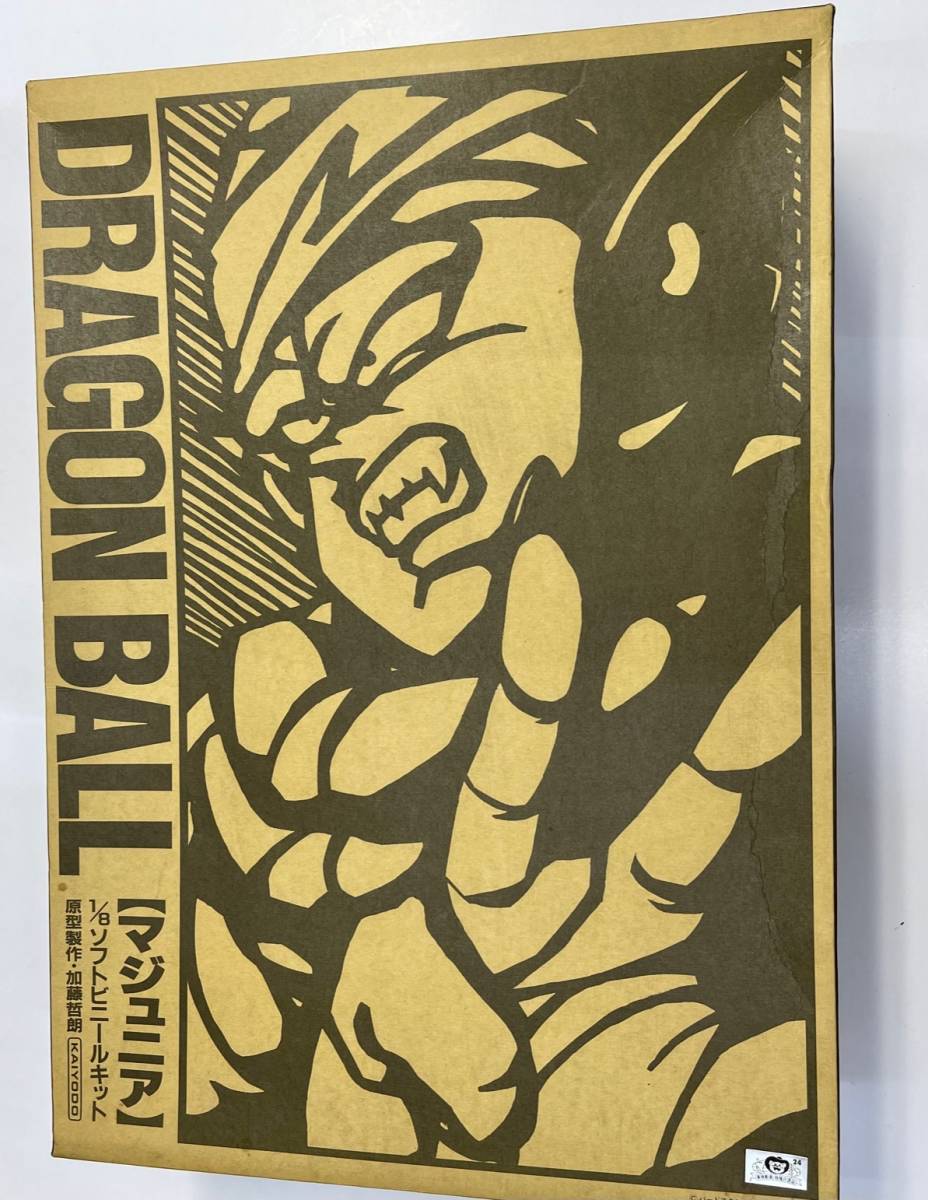 DRAGON BALL
【マジュニア】
1/8ソフトビニールキット
原型製作・加藤哲朗 KAIYODO
24